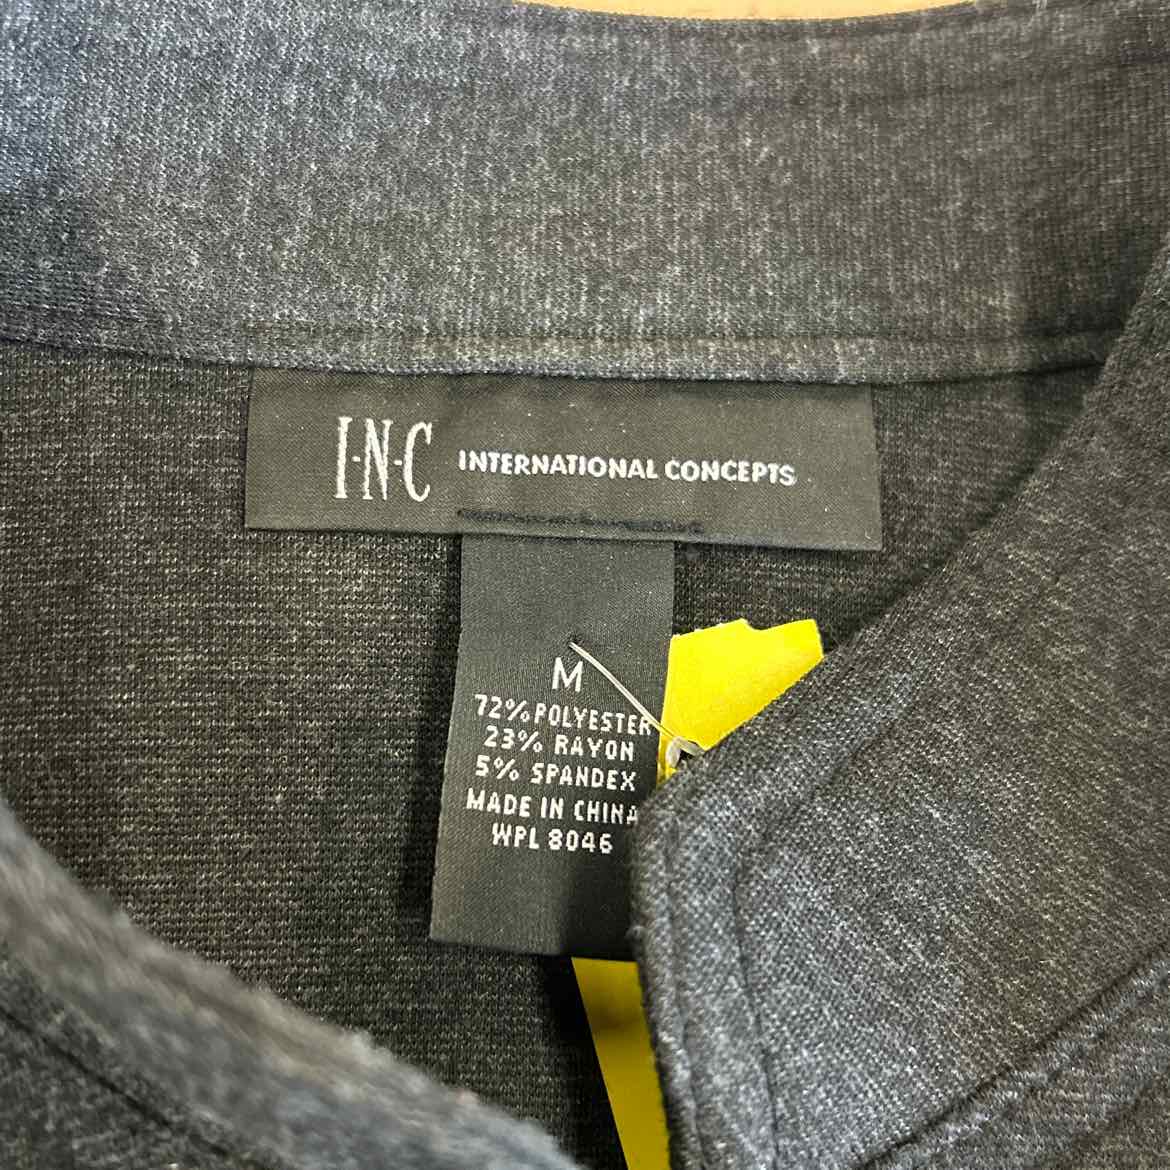 I·N·C INTERNATIONAL CONCEPTS
M
72% POLYESTER
23% RAYON
5% SPANDEX
MADE IN CHINA
WPL 8046